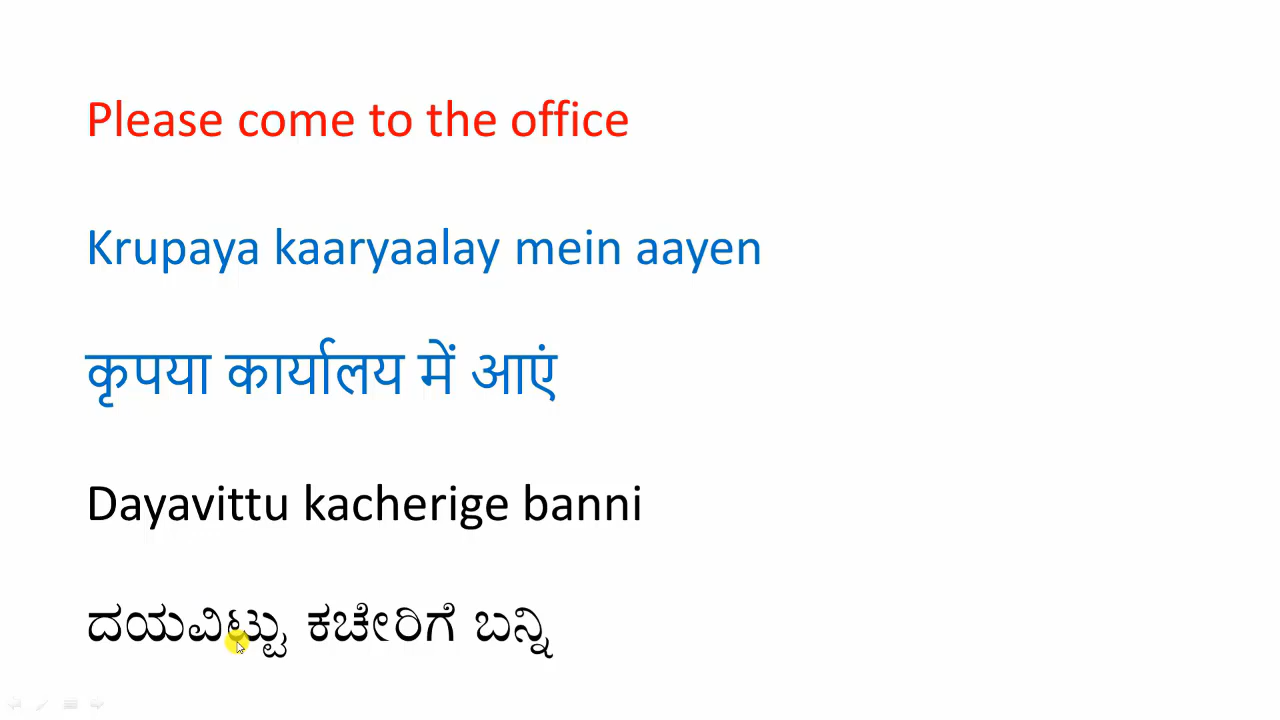 Please come to the office
Krupaya kaaryaalay mein aayen
कृपया कार्यालय में आएं
Dayavittu kacherige banni
ದಯವಿಟ್ಟು ಕಚೇರಿಗೆ ಬನ್ನಿ